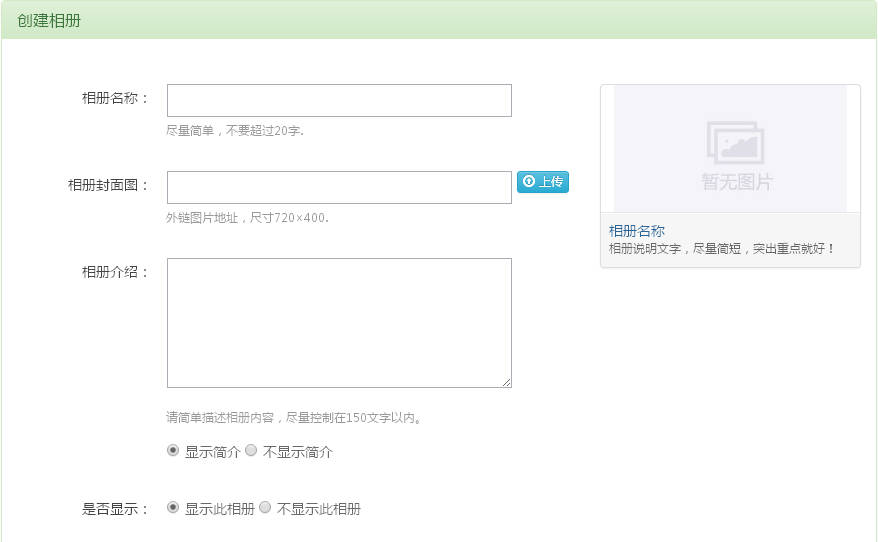 创建相册
相册名称：
尽量简单，不要超过20字.
相册封面图：
上传
外链图片地址，尺寸720×400.
相册介绍：
请简单描述相册内容，尽量控制在150文字以内。
显示简介 不显示简介
是否显示： 显示此相册 不显示此相册
暂无图片
相册名称
相册说明文字，尽量简短，突出重点就好！